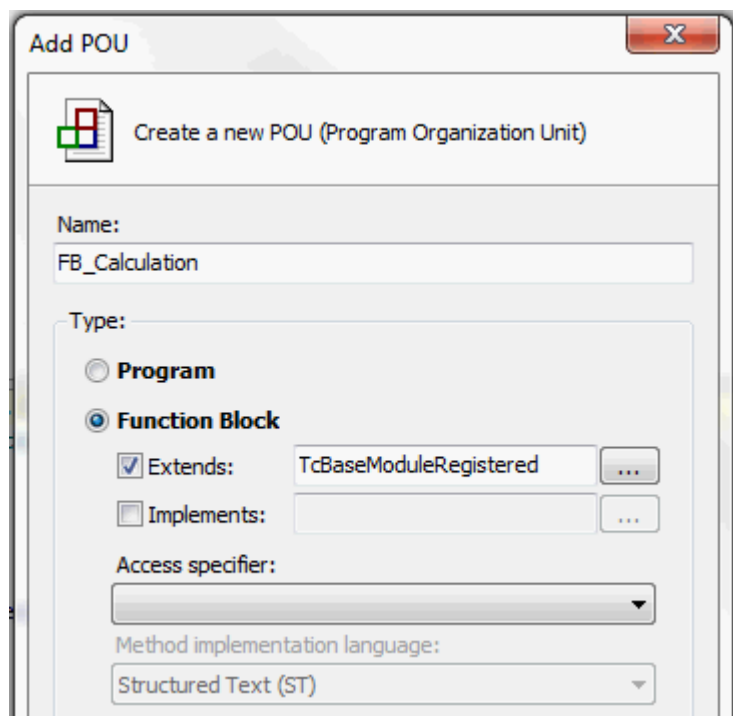 Add POU
Create a new POU (Program Organization Unit)
Name:
FB_Calculation
Type:
Program
Function Block
Extends: TcBaseModuleRegistered ...
Implements: ...
Access specifier:
Method implementation language:
Structured Text (ST)